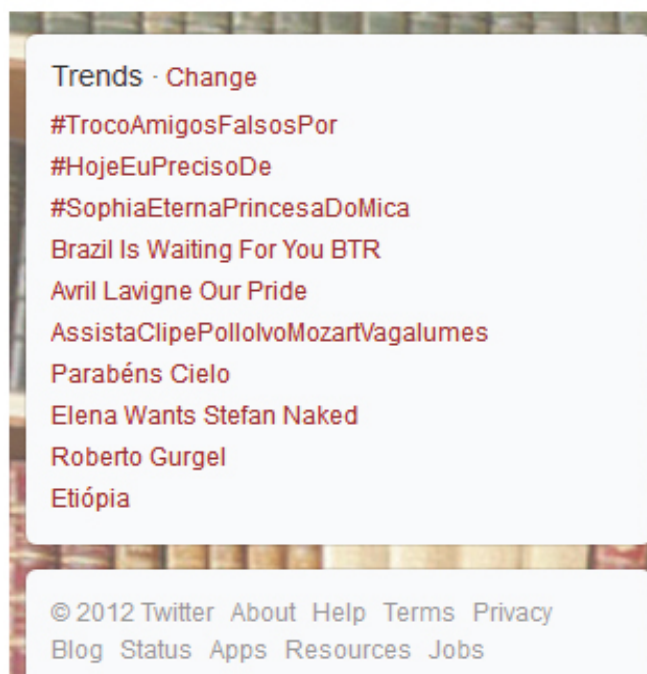 Trends · Change
#TrocoAmigosFalsosPor
#HojeEuPrecisoDe
#SophiaEternaPrincesaDoMica
Brazil Is Waiting For You BTR
Avril Lavigne Our Pride
AssistaClipePolloIvoMozartVagalumes
Parabéns Cielo
Elena Wants Stefan Naked
Roberto Gurgel
Etiópia
© 2012 Twitter About Help Terms Privacy
Blog Status Apps Resources Jobs